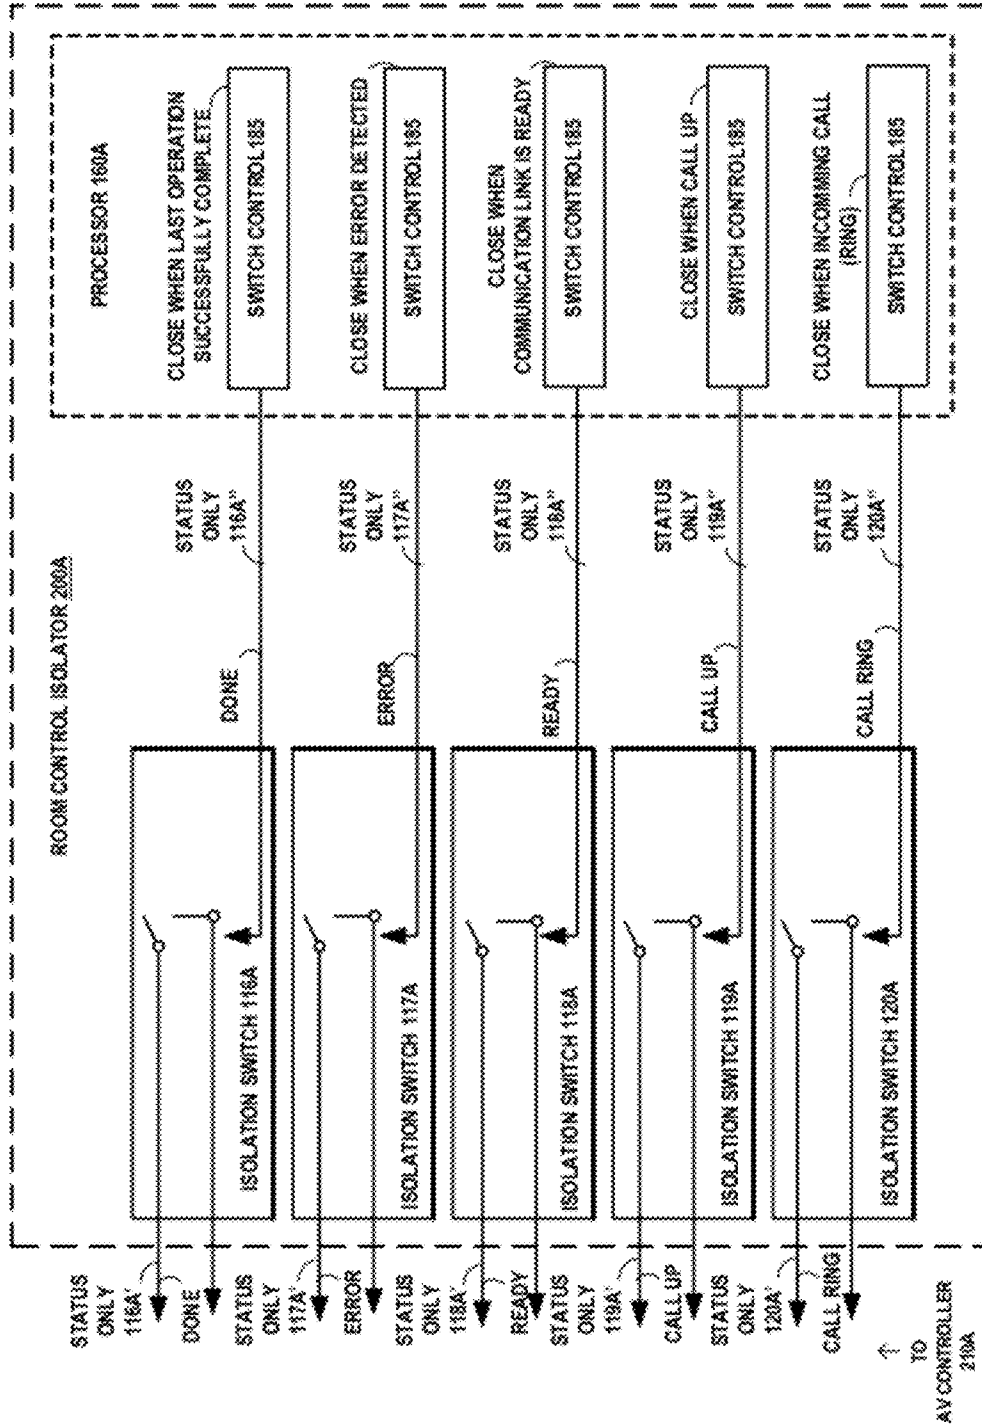 ROOM CONTROL ISOLATOR 200A
PROCESSOR 160A
STATUS
ONLY
116A'
DONE
ISOLATION SWITCH 116A
DONE
STATUS
ONLY
116A"
CLOSE WHEN LAST OPERATION
SUCCESSFULLY COMPLETE
SWITCH CONTROL 185
STATUS
ONLY
117A'
ERROR
ISOLATION SWITCH 117A
ERROR
STATUS
ONLY
117A"
CLOSE WHEN ERROR DETECTED
SWITCH CONTROL 185
STATUS
ONLY
118A'
READY
ISOLATION SWITCH 118A
READY
STATUS
ONLY
118A"
CLOSE WHEN
COMMUNICATION LINK IS READY
SWITCH CONTROL 185
STATUS
ONLY
119A'
CALL UP
ISOLATION SWITCH 119A
CALL UP
STATUS
ONLY
119A"
CLOSE WHEN CALL UP
SWITCH CONTROL 185
STATUS
ONLY
120A'
CALL RING
ISOLATION SWITCH 120A
CALL RING
STATUS
ONLY
120A"
CLOSE WHEN INCOMMING CALL
(RING)
SWITCH CONTROL 185
TO
AV CONTROLLER
210A